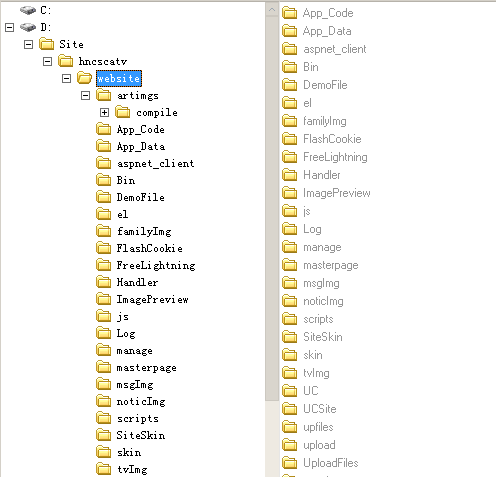 C:
D:
Site
hncscatv
website
artimgs
compile
App_Code
App_Data
aspnet_client
Bin
DemoFile
el
familyImg
FlashCookie
FreeLightning
Handler
ImagePreview
js
Log
manage
masterpage
msgImg
noticImg
scripts
SiteSkin
skin
tvImg
App_Code
App_Data
aspnet_client
Bin
DemoFile
el
familyImg
FlashCookie
FreeLightning
Handler
ImagePreview
js
Log
manage
masterpage
msgImg
noticImg
scripts
SiteSkin
skin
tvImg
UC
UCSite
upfiles
upload
UploadFiles